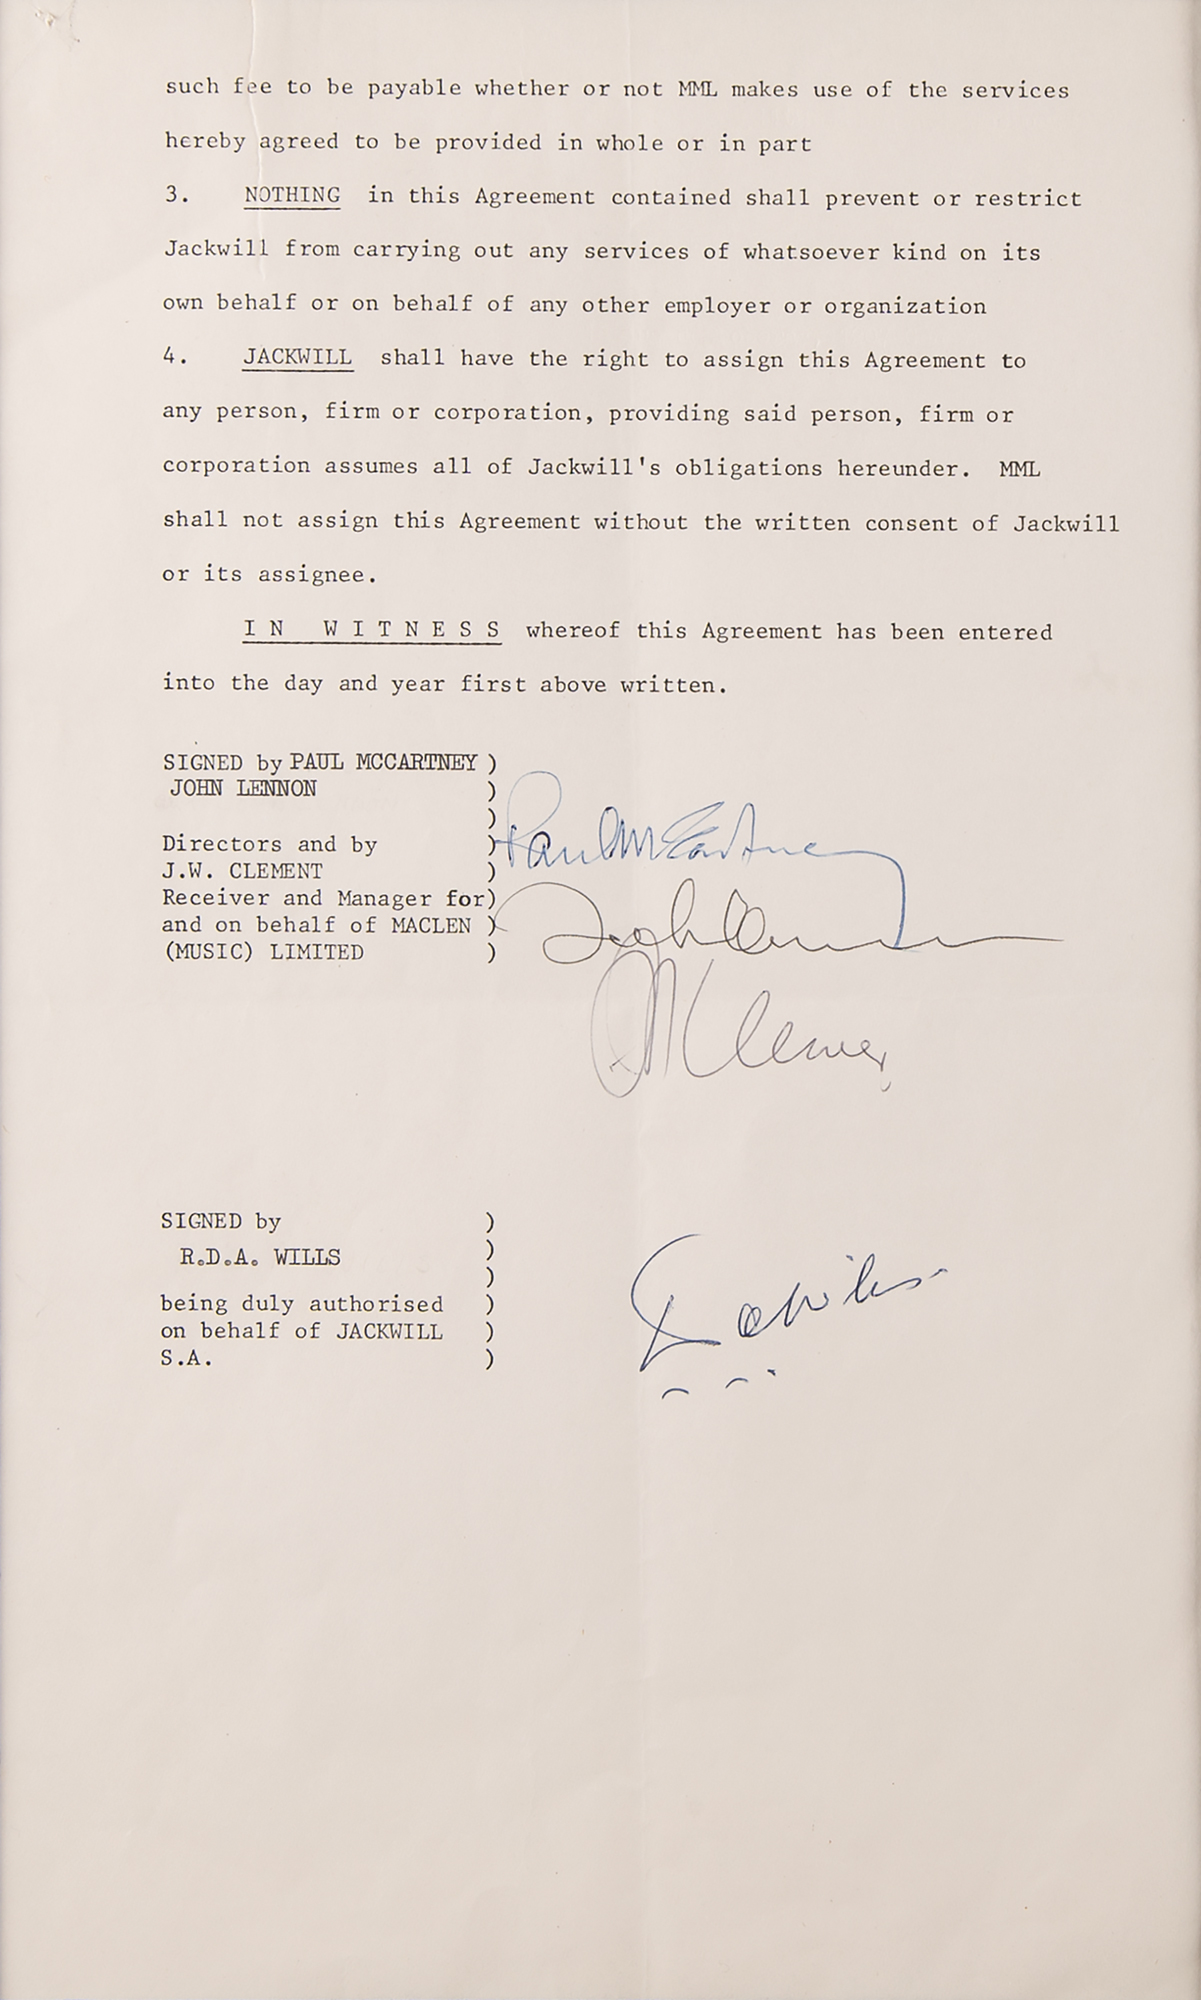 such fee to be payable whether or not MML makes use of the services
hereby agreed to be provided in whole or in part
3. NOTHING in this Agreement contained shall prevent or restrict
Jackwill from carrying out any services of whatsoever kind on its
own behalf or on behalf of any other employer or organization
4. JACKWILL shall have the right to assign this Agreement to
any person, firm or corporation, providing said person, firm or
corporation assumes all of Jackwill's obligations hereunder. MML
shall not assign this Agreement without the written consent of Jackwill
or its assignee.
I N W I T N E S S whereof this Agreement has been entered
into the day and year first above written.
SIGNED by PAUL MCCARTNEY )
JOHN LENNON )
)
Directors and by ) Paul McCartney
J.W. CLEMENT )
Receiver and Manager for)
and on behalf of MACLEN ) John Lennon
(MUSIC) LIMITED )
SIGNED by )
R.D.A. WILLS )
)
being duly authorised )
on behalf of JACKWILL )
S.A. )